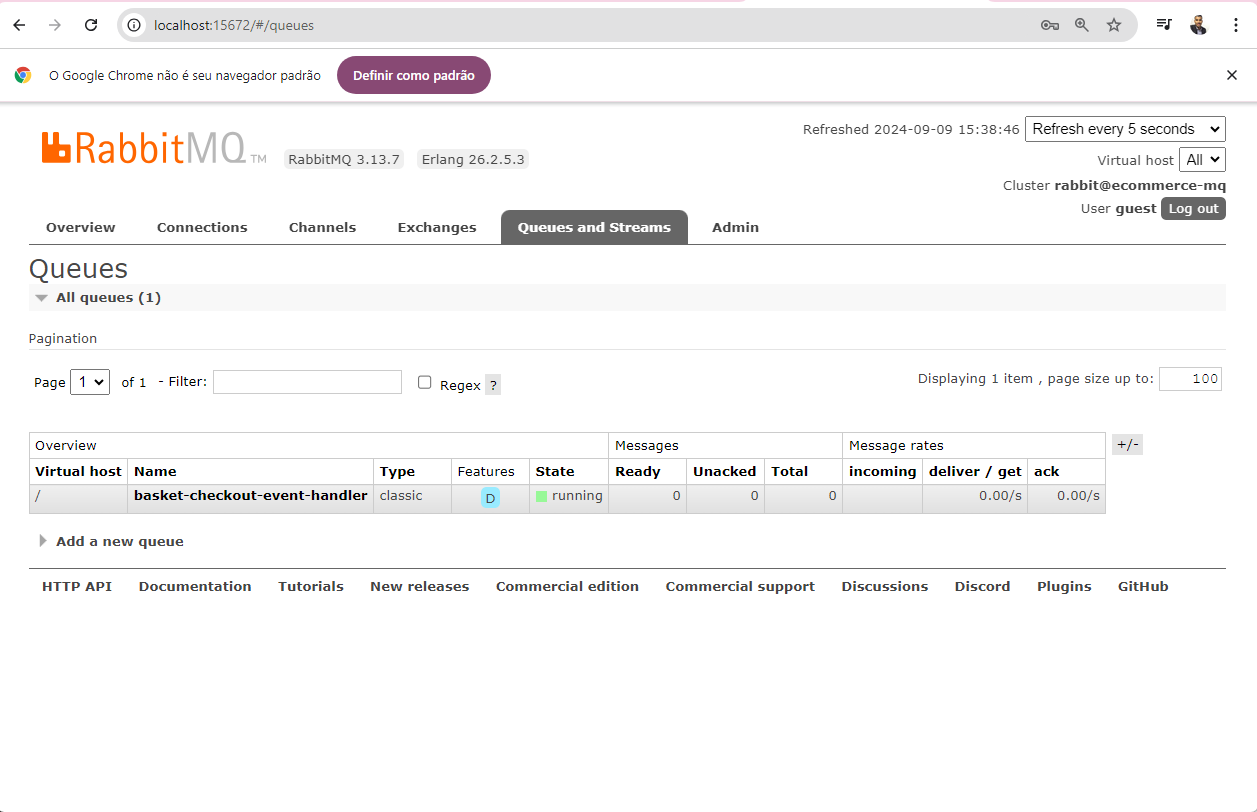 localhost:15672/#/queues
O Google Chrome não é seu navegador padrão Definir como padrão
RabbitMQ TM RabbitMQ 3.13.7 Erlang 26.2.5.3
Refreshed 2024-09-09 15:38:46 Refresh every 5 seconds
Virtual host All
Cluster rabbit@ecommerce-mq
User guest Log out
Overview Connections Channels Exchanges Queues and Streams Admin
Queues
All queues (1)
Pagination
Page 1 of 1 - Filter: Regex ? Displaying 1 item , page size up to: 100
Overview Messages Message rates +/-
Virtual host Name Type Features State Ready Unacked Total incoming deliver / get ack
/ basket-checkout-event-handler classic D running 0 0 0 0.00/s 0.00/s
Add a new queue
HTTP API Documentation Tutorials New releases Commercial edition Commercial support Discussions Discord Plugins GitHub